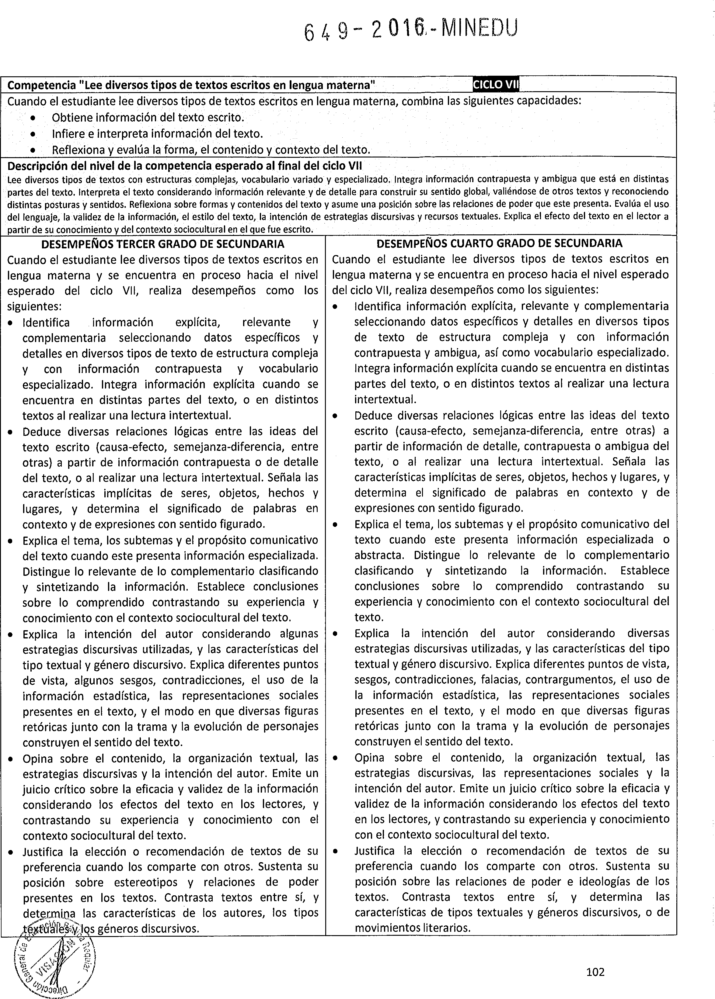 649-2016.-MINEDU
Competencia "Lee diversos tipos de textos escritos en lengua materna" CICLO VII
Cuando el estudiante lee diversos tipos de textos escritos en lengua materna, combina las siguientes capacidades:
• Obtiene información del texto escrito.
• Infiere e interpreta información del texto.
• Reflexiona y evalúa la forma, el contenido y contexto del texto.
Descripción del nivel de la competencia esperado al final del ciclo VII
Lee diversos tipos de textos con estructuras complejas, vocabulario variado y especializado. Integra información contrapuesta y ambigua que está en distintas
partes del texto. Interpreta el texto considerando información relevante y de detalle para construir su sentido global, valiéndose de otros textos y reconociendo
distintas posturas y sentidos. Reflexiona sobre formas y contenidos del texto y asume una posición sobre las relaciones de poder que este presenta. Evalúa el uso
del lenguaje, la validez de la información, el estilo del texto, la intención de estrategias discursivas y recursos textuales. Explica el efecto del texto en el lector a
partir de su conocimiento y del contexto sociocultural en el que fue escrito.
DESEMPEÑOS TERCER GRADO DE SECUNDARIA
Cuando el estudiante lee diversos tipos de textos escritos en
lengua materna y se encuentra en proceso hacia el nivel
esperado del ciclo VII, realiza desempeños como los
siguientes:
• Identifica información explícita, relevante y
complementaria seleccionando datos específicos y
detalles en diversos tipos de texto de estructura compleja
y con información contrapuesta y vocabulario
especializado. Integra información explícita cuando se
encuentra en distintas partes del texto, o en distintos
textos al realizar una lectura intertextual.
• Deduce diversas relaciones lógicas entre las ideas del
texto escrito (causa-efecto, semejanza-diferencia, entre
otras) a partir de información contrapuesta o de detalle
del texto, o al realizar una lectura intertextual. Señala las
características implícitas de seres, objetos, hechos y
lugares, y determina el significado de palabras en
contexto y de expresiones con sentido figurado.
• Explica el tema, los subtemas y el propósito comunicativo
del texto cuando este presenta información especializada.
Distingue lo relevante de lo complementario clasificando
y sintetizando la información. Establece conclusiones
sobre lo comprendido contrastando su experiencia y
conocimiento con el contexto sociocultural del texto.
• Explica la intención del autor considerando algunas
estrategias discursivas utilizadas, y las características del
tipo textual y género discursivo. Explica diferentes puntos
de vista, algunos sesgos, contradicciones, el uso de la
información estadística, las representaciones sociales
presentes en el texto, y el modo en que diversas figuras
retóricas junto con la trama y la evolución de personajes
construyen el sentido del texto.
• Opina sobre el contenido, la organización textual, las
estrategias discursivas y la intención del autor. Emite un
juicio crítico sobre la eficacia y validez de la información
considerando los efectos del texto en los lectores, y
contrastando su experiencia y conocimiento con el
contexto sociocultural del texto.
• Justifica la elección o recomendación de textos de su
preferencia cuando los comparte con otros. Sustenta su
posición sobre estereotipos y relaciones de poder
presentes en los textos. Contrasta textos entre sí, y
determina las características de los autores, los tipos
textuales y los géneros discursivos.
DESEMPEÑOS CUARTO GRADO DE SECUNDARIA
Cuando el estudiante lee diversos tipos de textos escritos en
lengua materna y se encuentra en proceso hacia el nivel esperado
del ciclo VII, realiza desempeños como los siguientes:
• Identifica información explícita, relevante y complementaria
seleccionando datos específicos y detalles en diversos tipos
de texto de estructura compleja y con información
contrapuesta y ambigua, así como vocabulario especializado.
Integra información explícita cuando se encuentra en distintas
partes del texto, o en distintos textos al realizar una lectura
intertextual.
• Deduce diversas relaciones lógicas entre las ideas del texto
escrito (causa-efecto, semejanza-diferencia, entre otras) a
partir de información de detalle, contrapuesta o ambigua del
texto, o al realizar una lectura intertextual. Señala las
características implícitas de seres, objetos, hechos y lugares, y
determina el significado de palabras en contexto y de
expresiones con sentido figurado.
• Explica el tema, los subtemas y el propósito comunicativo del
texto cuando este presenta información especializada o
abstracta. Distingue lo relevante de lo complementario
clasificando y sintetizando la información. Establece
conclusiones sobre lo comprendido contrastando su
experiencia y conocimiento con el contexto sociocultural del
texto.
• Explica la intención del autor considerando diversas
estrategias discursivas utilizadas, y las características del tipo
textual y género discursivo. Explica diferentes puntos de vista,
sesgos, contradicciones, falacias, contrargumentos, el uso de
la información estadística, las representaciones sociales
presentes en el texto, y el modo en que diversas figuras
retóricas junto con la trama y la evolución de personajes
construyen el sentido del texto.
• Opina sobre el contenido, la organización textual, las
estrategias discursivas, las representaciones sociales y la
intención del autor. Emite un juicio crítico sobre la eficacia y
validez de la información considerando los efectos del texto
en los lectores, y contrastando su experiencia y conocimiento
con el contexto sociocultural del texto.
• Justifica la elección o recomendación de textos de su
preferencia cuando los comparte con otros. Sustenta su
posición sobre las relaciones de poder e ideologías de los
textos. Contrasta textos entre sí, y determina las
características de tipos textuales y géneros discursivos, o de
movimientos literarios.
Dirección General de Regular
VISACIÓN
102